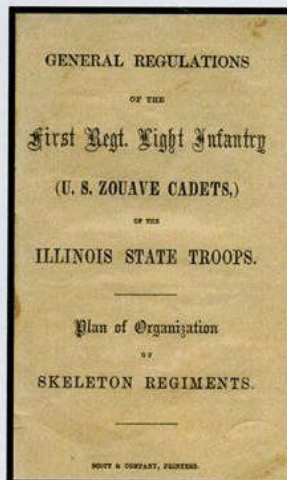 GENERAL REGULATIONS
OF THE
First Regt. Light Infantry
(U. S. ZOUAVE CADETS,)
OF THE
ILLINOIS STATE TROOPS.
Plan of Organization
OF
SKELETON REGIMENTS.
SCOTT & COMPANY, PRINTERS.